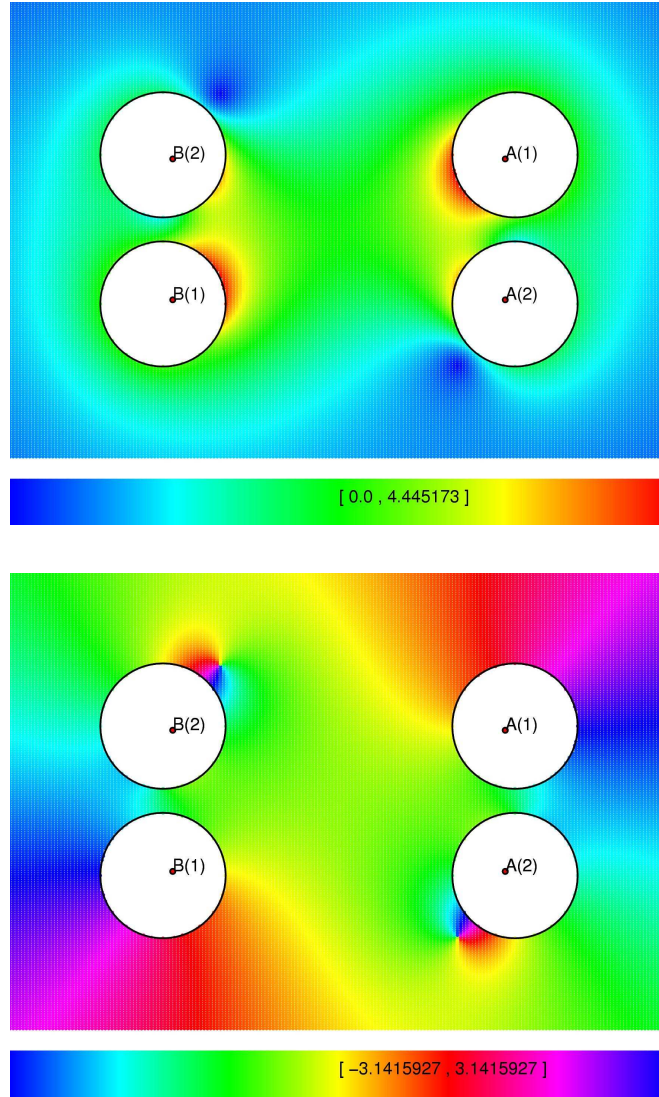 B(2) A(1)
B(1) A(2)
[ 0.0 , 4.445173 ]
B(2) A(1)
B(1) A(2)
[ −3.1415927 , 3.1415927 ]